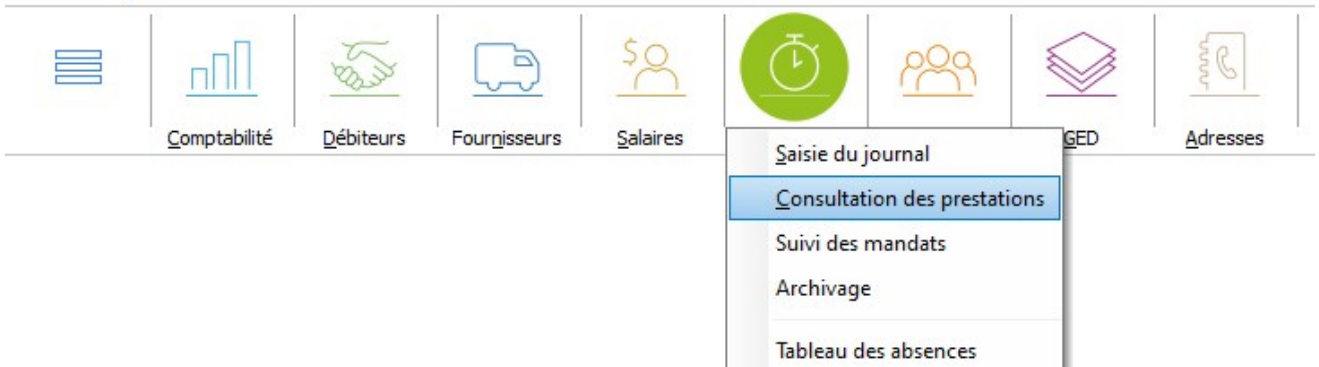 Comptabilité
Débiteurs
Fournisseurs
Salaires
GED
Adresses
Saisie du journal
Consultation des prestations
Suivi des mandats
Archivage
Tableau des absences